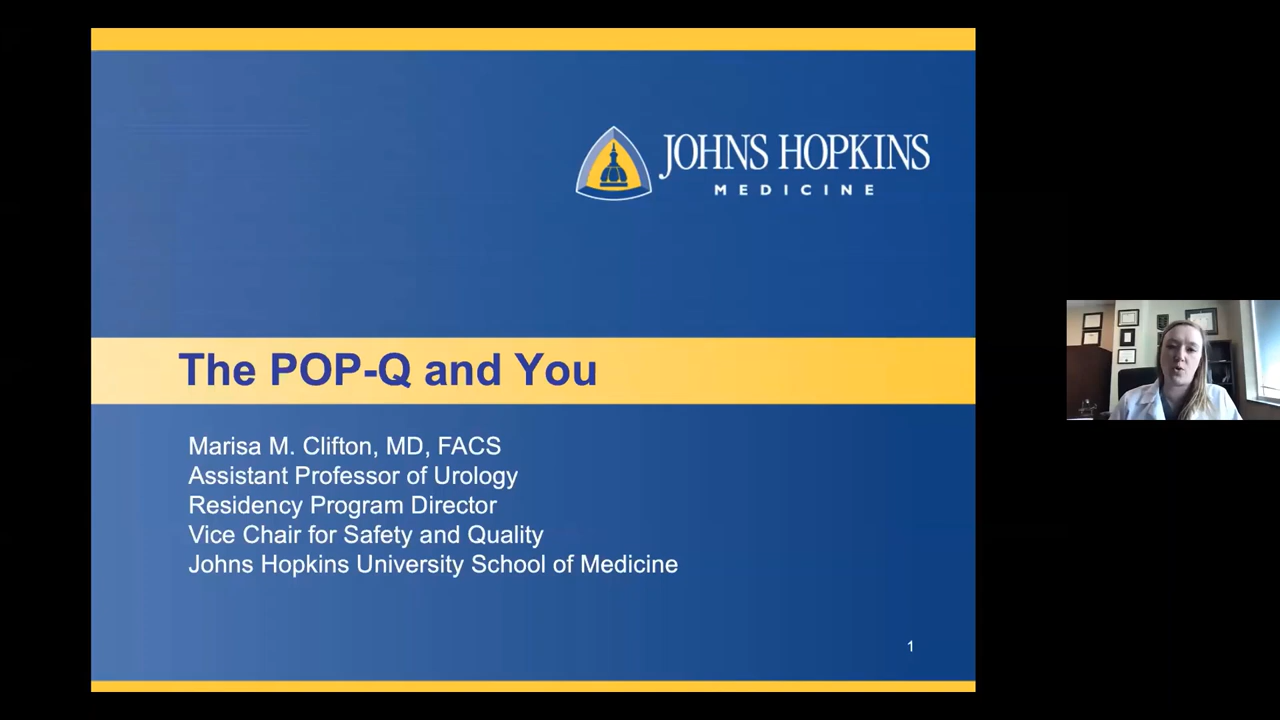 JOHNS HOPKINS
MEDICINE
The POP-Q and You
Marisa M. Clifton, MD, FACS
Assistant Professor of Urology
Residency Program Director
Vice Chair for Safety and Quality
Johns Hopkins University School of Medicine
1